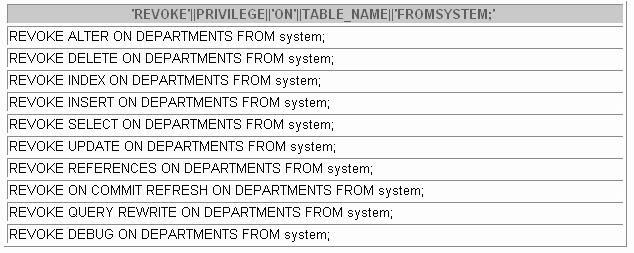 'REVOKE'||PRIVILEGE||'ON'||TABLE_NAME||'FROMSYSTEM;'
REVOKE ALTER ON DEPARTMENTS FROM system;
REVOKE DELETE ON DEPARTMENTS FROM system;
REVOKE INDEX ON DEPARTMENTS FROM system;
REVOKE INSERT ON DEPARTMENTS FROM system;
REVOKE SELECT ON DEPARTMENTS FROM system;
REVOKE UPDATE ON DEPARTMENTS FROM system;
REVOKE REFERENCES ON DEPARTMENTS FROM system;
REVOKE ON COMMIT REFRESH ON DEPARTMENTS FROM system;
REVOKE QUERY REWRITE ON DEPARTMENTS FROM system;
REVOKE DEBUG ON DEPARTMENTS FROM system;